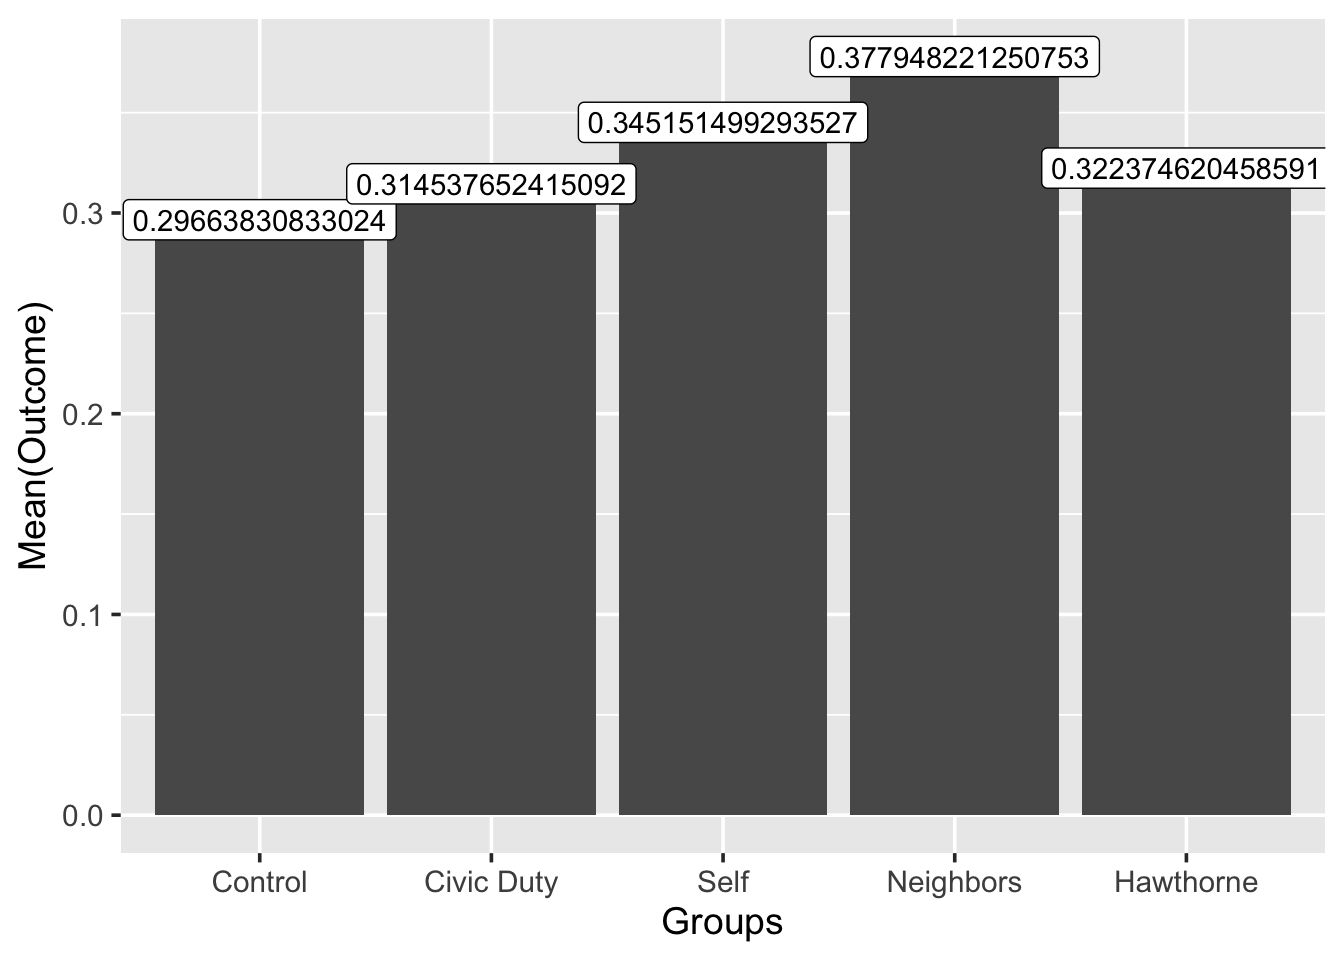 0.377948221250753
0.345151499293527
0.322374620458591
0.314537652415092
0.29663830833024
0.3
0.2
0.1
0.0
Mean(Outcome)
Control
Civic Duty
Self
Neighbors
Hawthorne
Groups